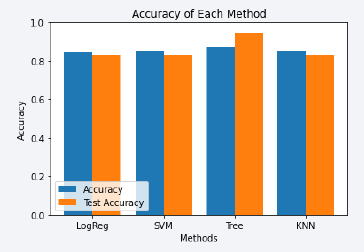 Accuracy of Each Method
1.0
0.8
0.6
0.4
0.2
0.0
Accuracy
Accuracy
Test Accuracy
LogReg SVM Tree KNN
Methods